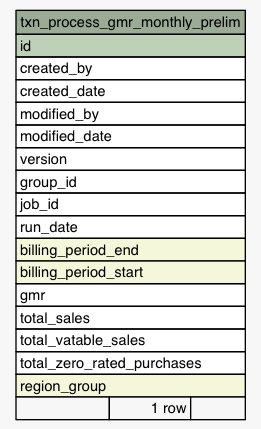 txn_process_gmr_monthly_prelim
id
created_by
created_date
modified_by
modified_date
version
group_id
job_id
run_date
billing_period_end
billing_period_start
gmr
total_sales
total_vatable_sales
total_zero_rated_purchases
region_group
1 row